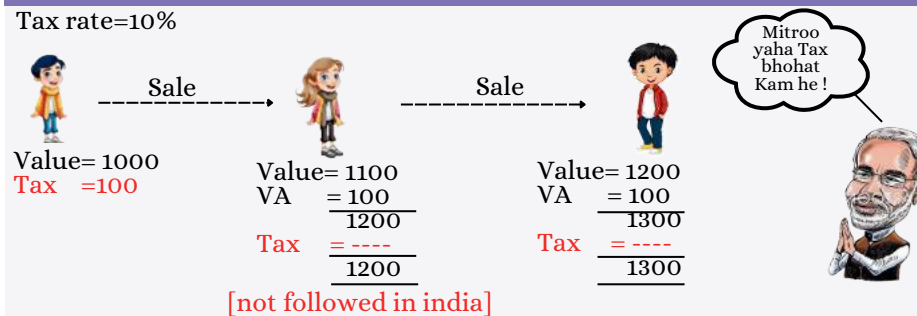 Tax rate=10%
Mitroo
yaha Tax
bhohat
Kam he !
Sale
Sale
Value= 1000
Tax =100
Value= 1100
VA = 100
1200
Tax = ----
1200
Value= 1200
VA = 100
1300
Tax = ----
1300
[not followed in india]